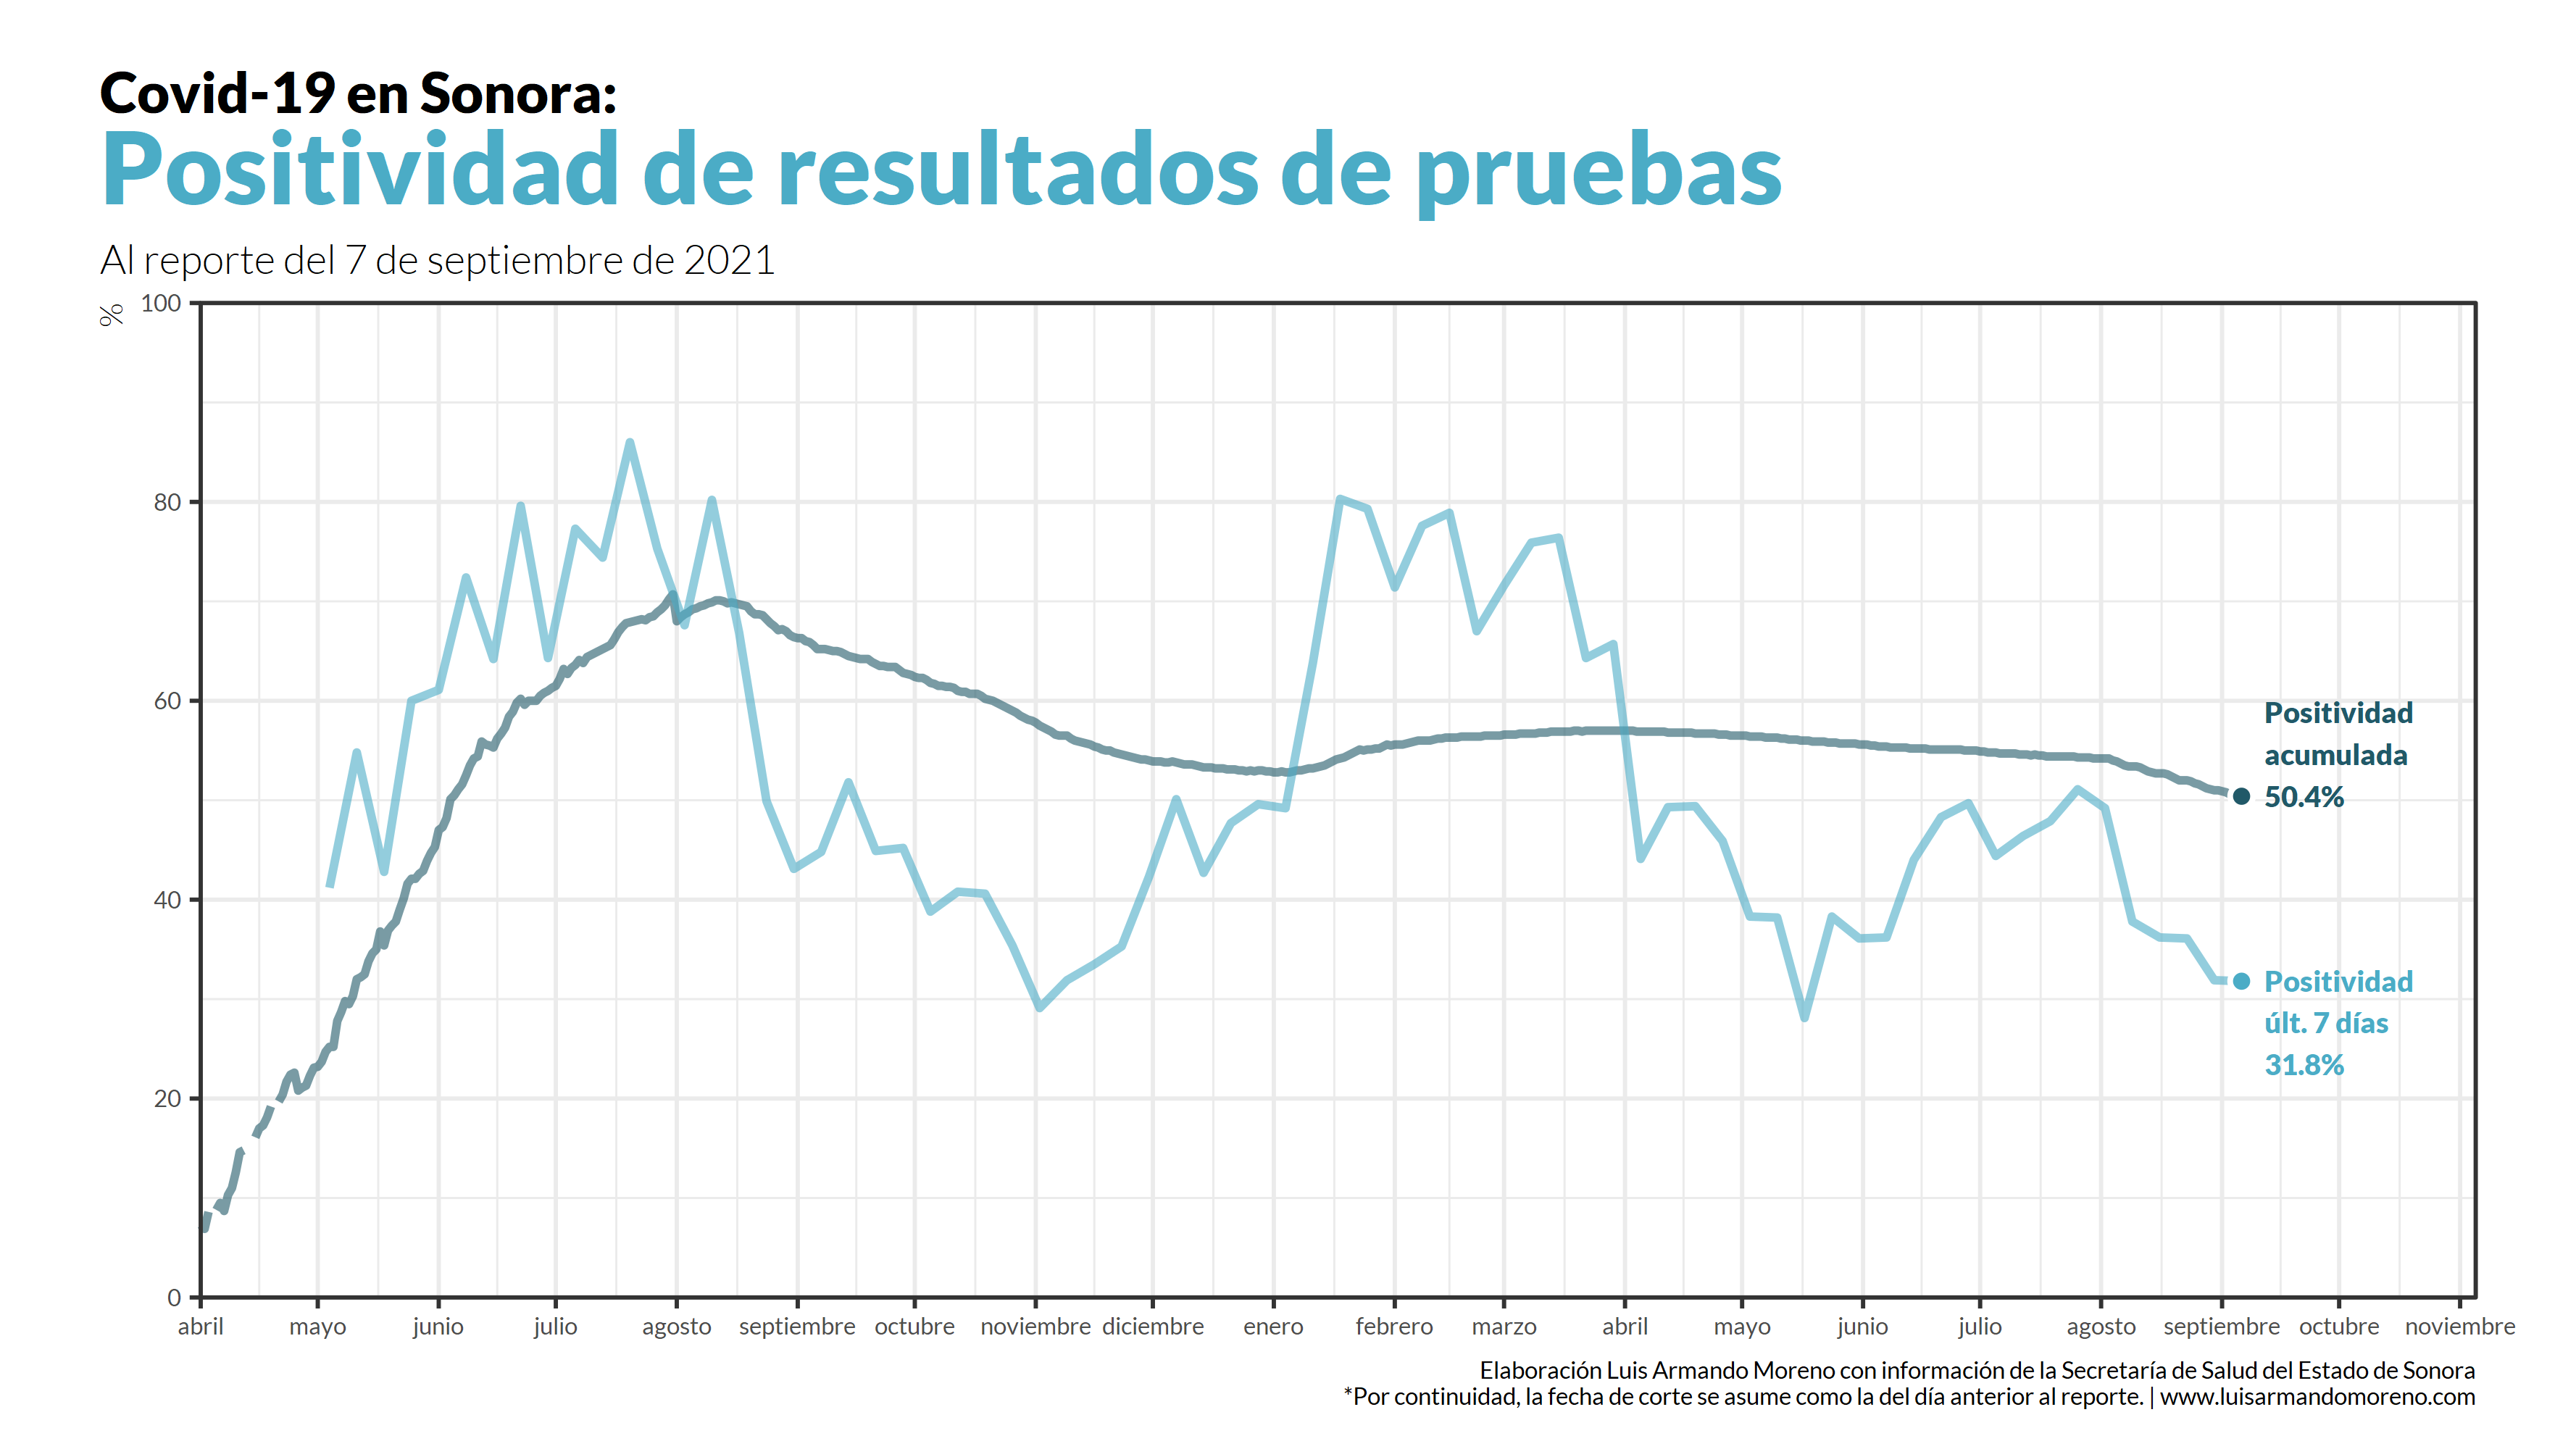 Covid-19 en Sonora:
Positividad de resultados de pruebas
Al reporte del 7 de septiembre de 2021
%
100
80
60
40
20
0
Positividad
acumulada
50.4%
Positividad
últ. 7 días
31.8%
abril mayo junio julio agosto septiembre octubre noviembre diciembre enero febrero marzo abril mayo junio julio agosto septiembre octubre noviembre
Elaboración Luis Armando Moreno con información de la Secretaría de Salud del Estado de Sonora
*Por continuidad, la fecha de corte se asume como la del día anterior al reporte. | www.luisarmandomoreno.com